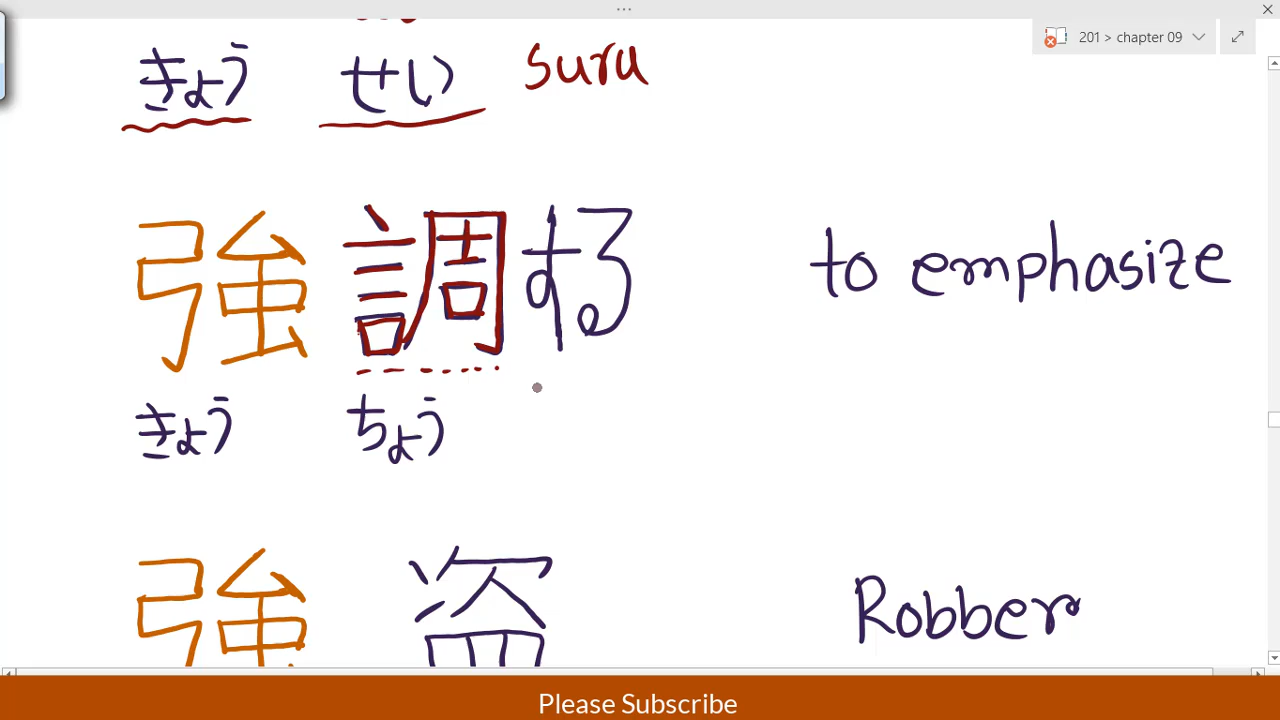 201 > chapter 09
きょう せい sura
強調する to emphasize
きょう ちょう
強盗 Robber
Please Subscribe